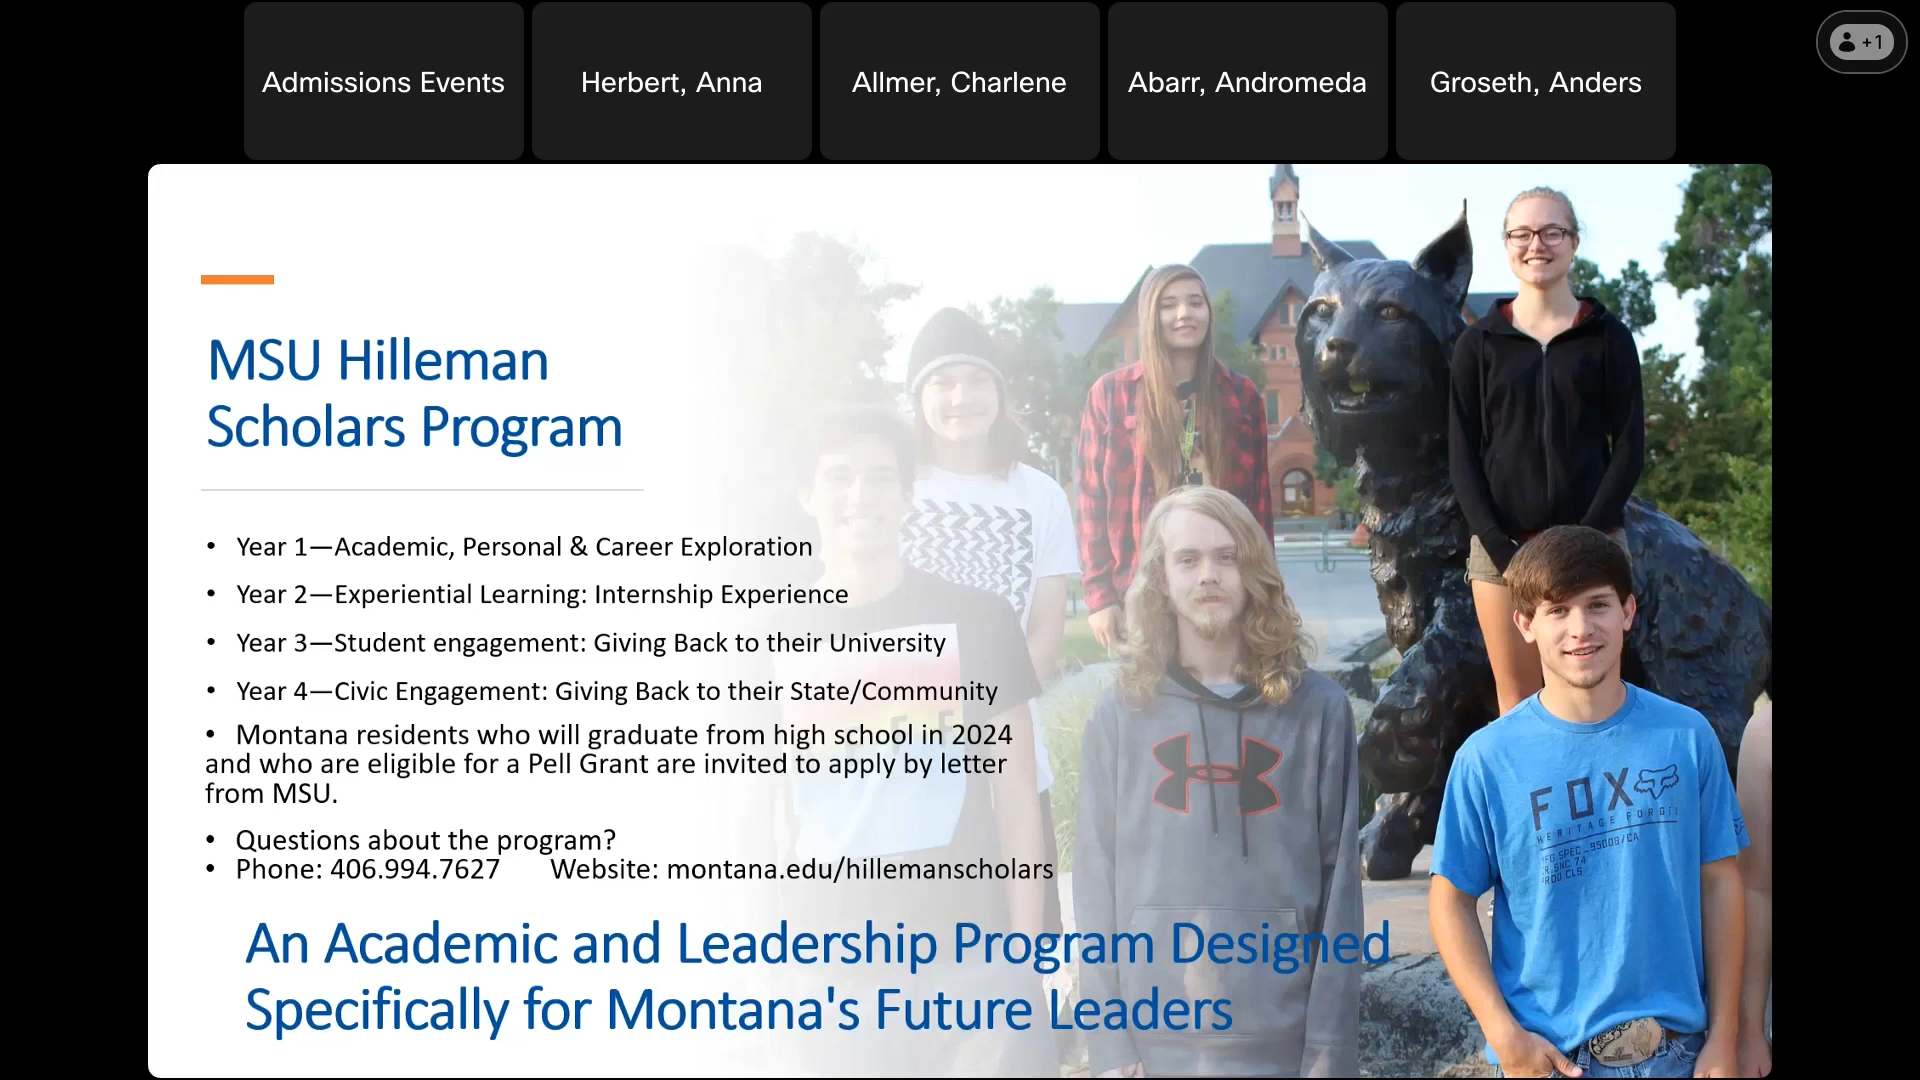 Admissions Events
Herbert, Anna
Allmer, Charlene
Abarr, Andromeda
Groseth, Anders
+1
MSU Hilleman
Scholars Program
• Year 1—Academic, Personal & Career Exploration
• Year 2—Experiential Learning: Internship Experience
• Year 3—Student engagement: Giving Back to their University
• Year 4—Civic Engagement: Giving Back to their State/Community
• Montana residents who will graduate from high school in 2024
and who are eligible for a Pell Grant are invited to apply by letter
from MSU.
• Questions about the program?
• Phone: 406.994.7627 Website: montana.edu/hillemanscholars
An Academic and Leadership Program Designed
Specifically for Montana's Future Leaders
FOX
HERITAGE FORGE